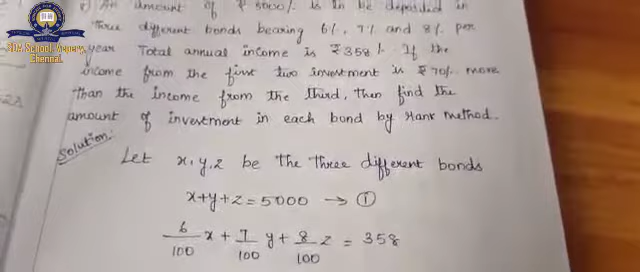 An amount of ₹ 5000/. is to be deposited in
three different bonds bearing 6%, 7% and 8% per
year Total annual income is ₹358/. If the
income from the first two investment is ₹70/. more
than the income from the third, then find the
amount of investment in each bond by rank method.
Solution:
Let x, y, z be the three different bonds
x+y+z=5000 → ①
6/100 x + 7/100 y + 8/100 z = 358
SDA School
Chennai